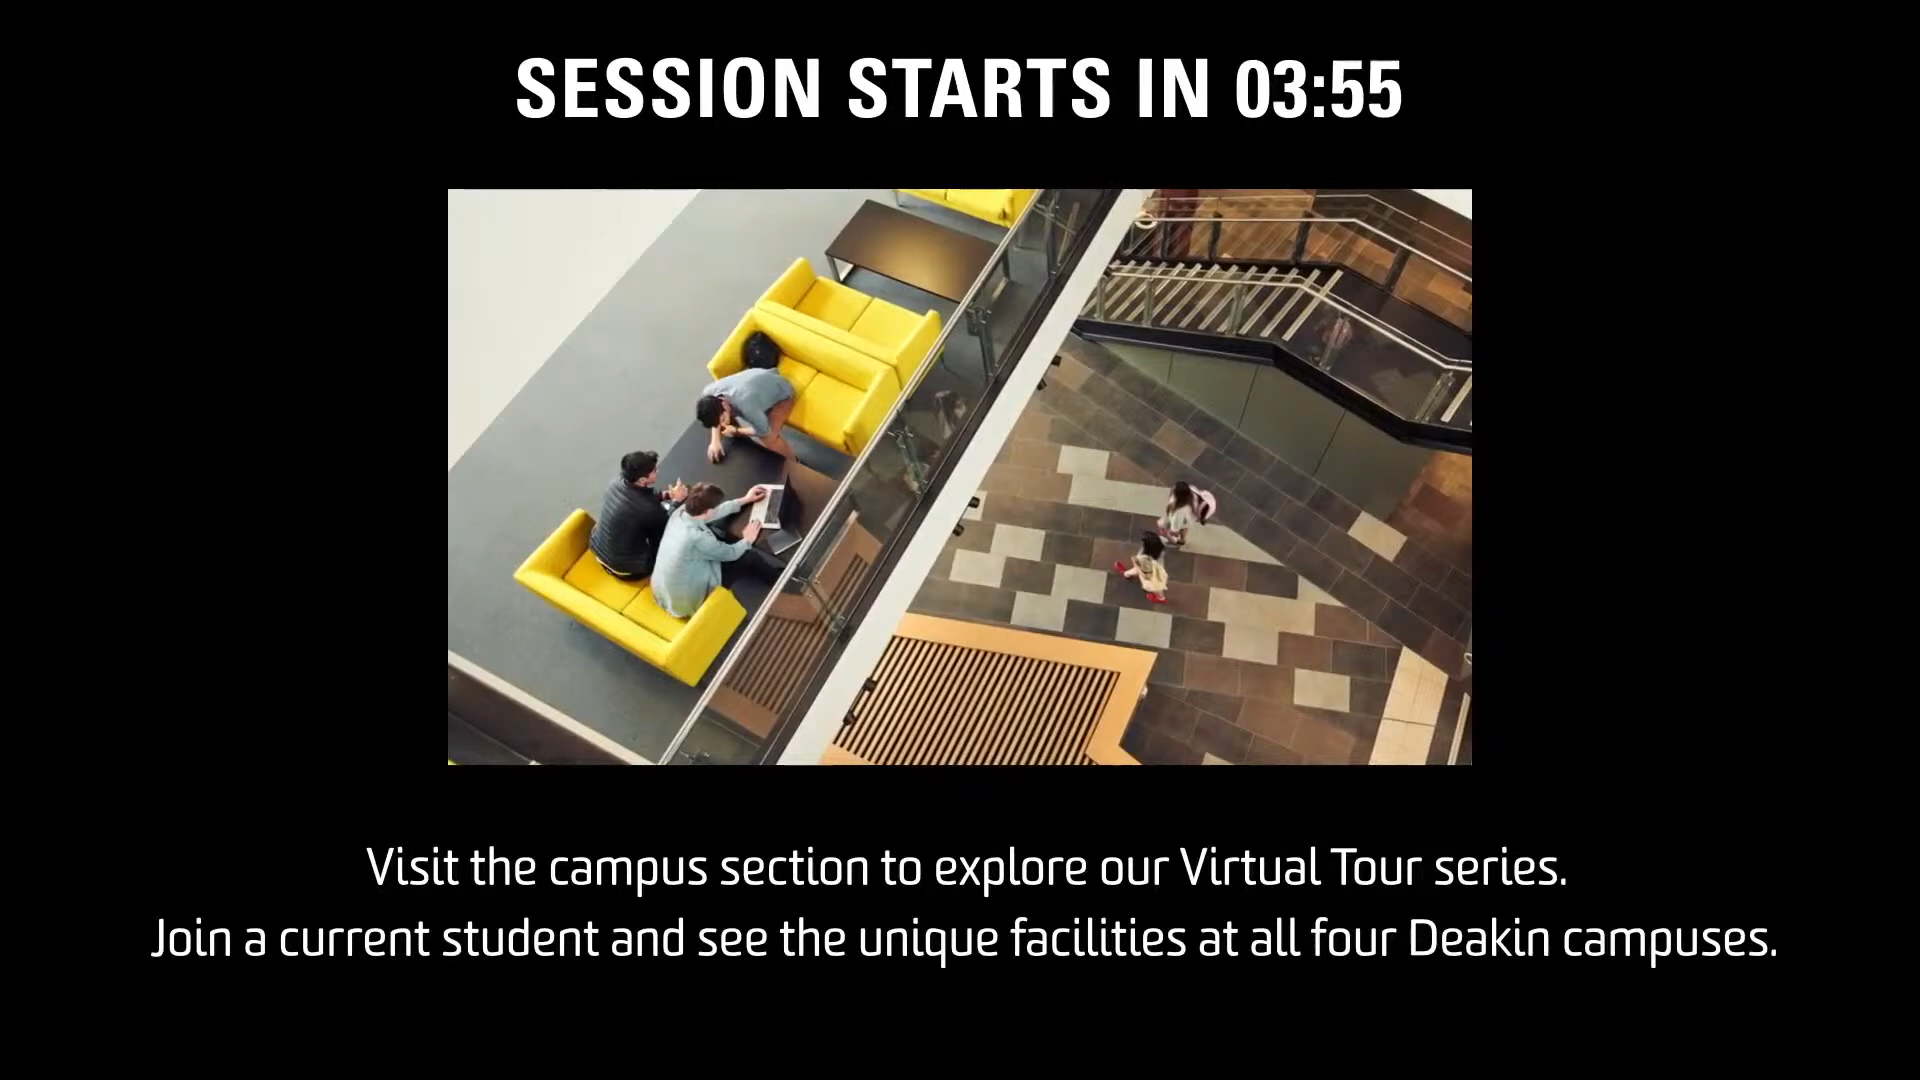 SESSION STARTS IN 03:55
Visit the campus section to explore our Virtual Tour series.
Join a current student and see the unique facilities at all four Deakin campuses.